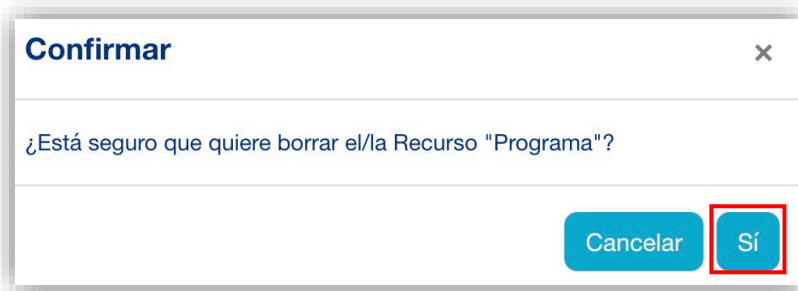 Confirmar
×
¿Está seguro que quiere borrar el/la Recurso "Programa"?
Cancelar
Sí